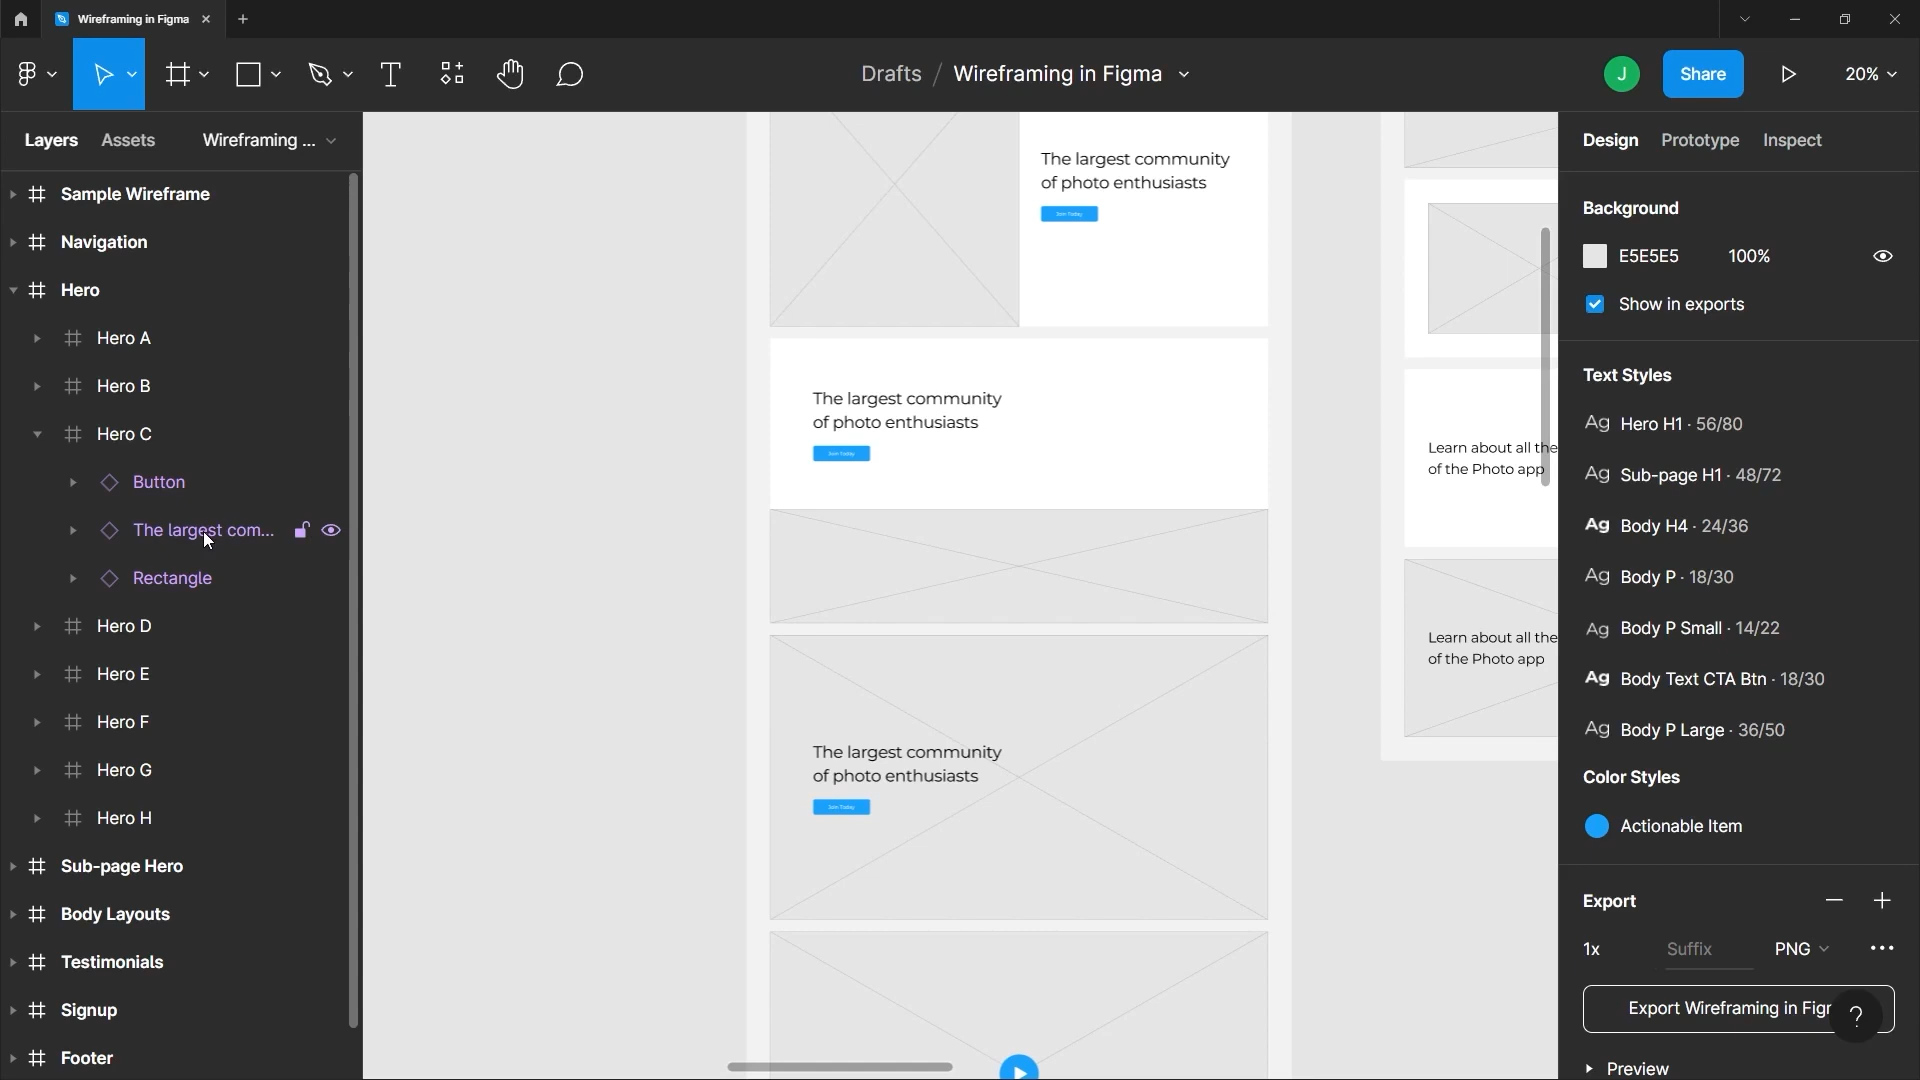 Wireframing in Figma
Drafts / Wireframing in Figma
J
Share
20%
Layers
Assets
Wireframing ...
Sample Wireframe
Navigation
Hero
Hero A
Hero B
Hero C
Button
The largest com...
Rectangle
Hero D
Hero E
Hero F
Hero G
Hero H
Sub-page Hero
Body Layouts
Testimonials
Signup
Footer
The largest community
of photo enthusiasts
Join Today
The largest community
of photo enthusiasts
Join Today
The largest community
of photo enthusiasts
Join Today
Learn about all the
of the Photo app
Learn about all the
of the Photo app
Design
Prototype
Inspect
Background
E5E5E5
100%
Show in exports
Text Styles
Ag Hero H1 · 56/80
Ag Sub-page H1 · 48/72
Ag Body H4 · 24/36
Ag Body P · 18/30
Ag Body P Small · 14/22
Ag Body Text CTA Btn · 18/30
Ag Body P Large · 36/50
Color Styles
Actionable Item
Export
1x
Suffix
PNG
Export Wireframing in Figr
?
Preview